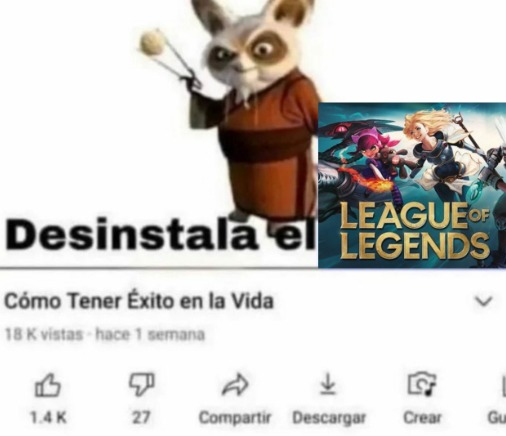 Desinstala el
LEAGUE OF
LEGENDS
Cómo Tener Éxito en la Vida
18 K vistas · hace 1 semana
1.4 K
27
Compartir
Descargar
Crear
Gu